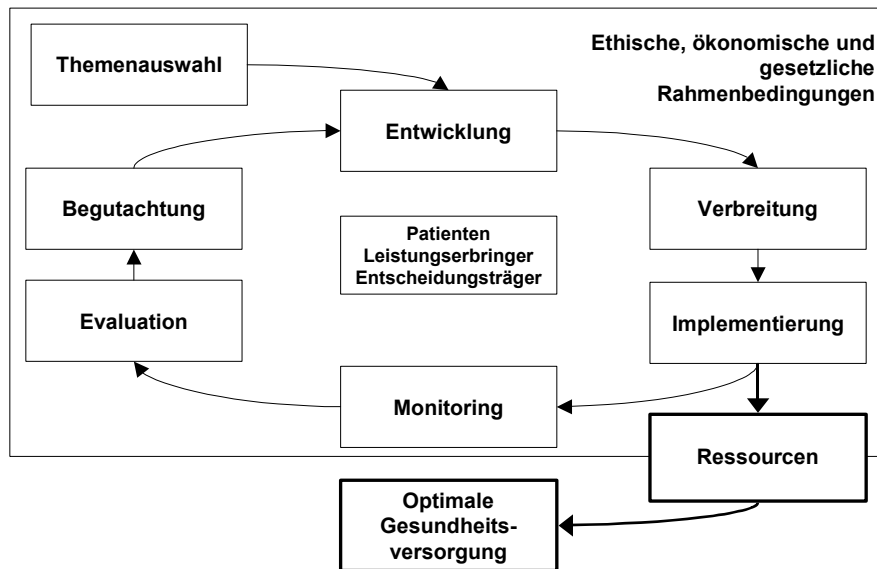 Themenauswahl
Ethische, ökonomische und
gesetzliche
Rahmenbedingungen
Entwicklung
Begutachtung
Verbreitung
Patienten
Leistungserbringer
Entscheidungsträger
Evaluation
Implementierung
Monitoring
Ressourcen
Optimale
Gesundheits-
versorgung